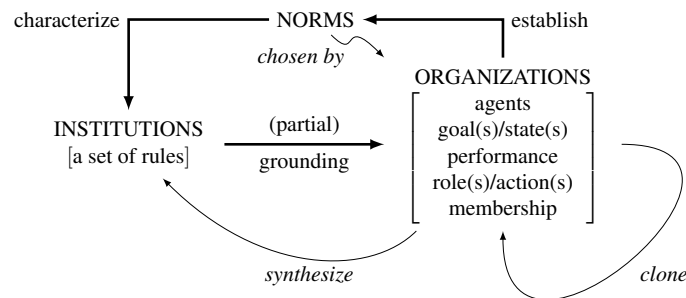 characterize
NORMS
establish
chosen by
ORGANIZATIONS
agents
goal(s)/state(s)
performance
role(s)/action(s)
membership
INSTITUTIONS
[a set of rules]
(partial)
grounding
synthesize
clone